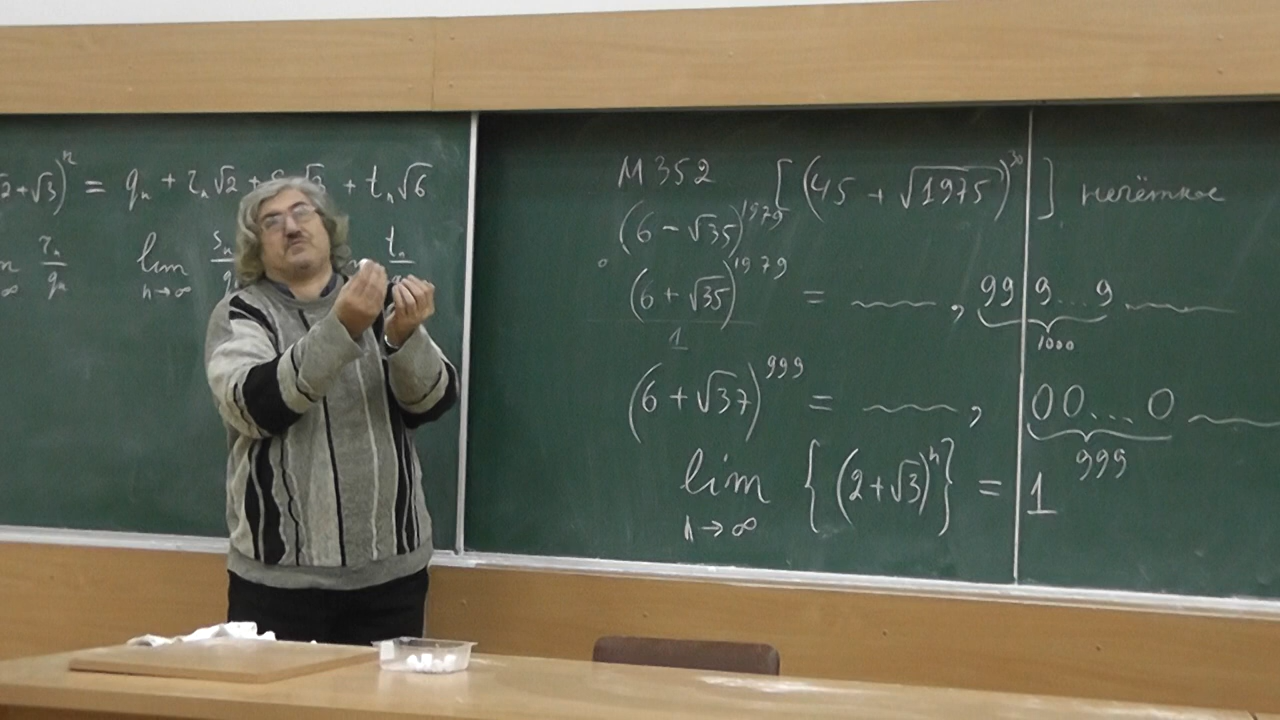 2+√3)ⁿ = qₙ + rₙ√2 + sₙ√3 + tₙ√6
rₙ/qₙ lim n→∞ sₙ/q tₙ
M 352 [(45 + √1975)³⁰] нечётное
(6 - √35)¹⁹⁷⁹
(6 + √35)¹⁹⁷⁹ = , 99 9...9
1 1000
(6 + √37)⁹⁹⁹ = , 00...0
999
lim {(2+√3)ⁿ} = 1
n→∞